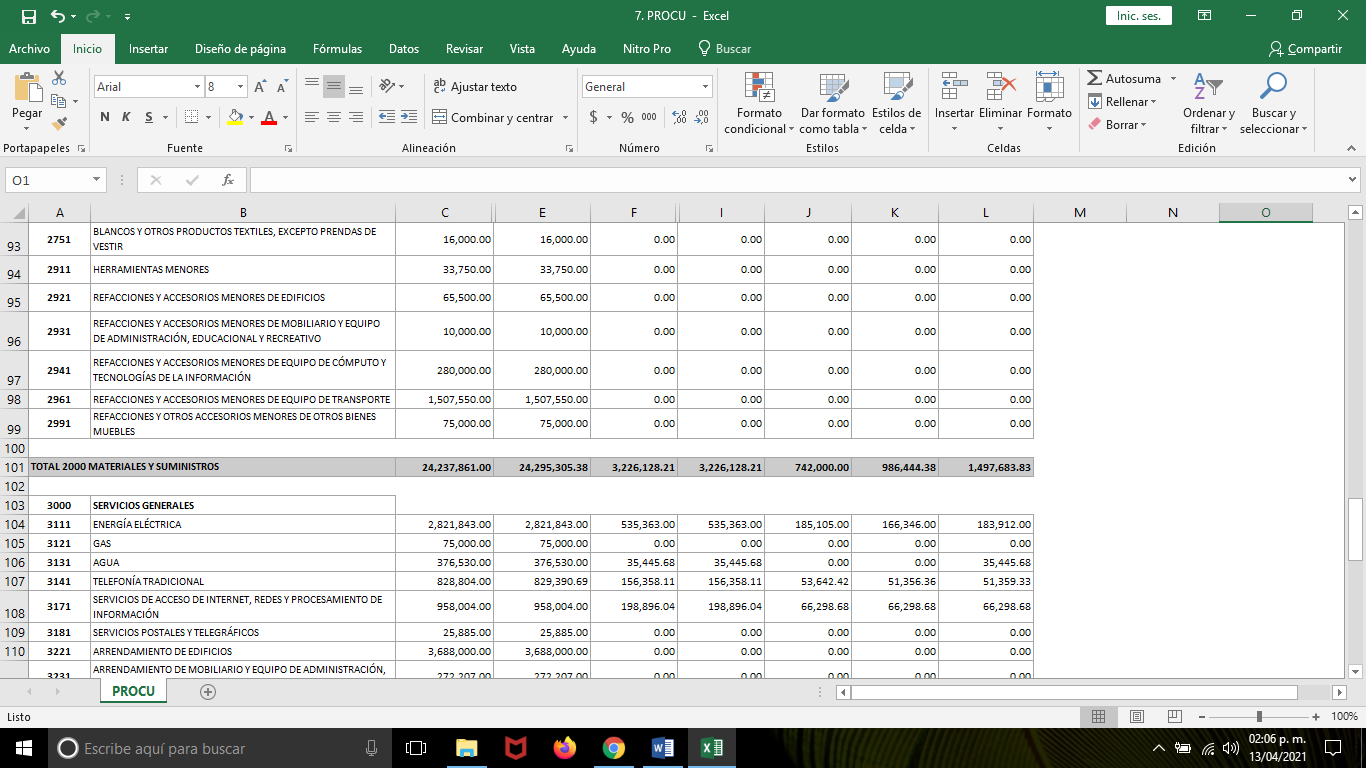 7. PROCU - Excel
Inic. ses.
Archivo Inicio Insertar Diseño de página Fórmulas Datos Revisar Vista Ayuda Nitro Pro Buscar Compartir
Pegar
Portapapeles
Arial 8
N K S
Fuente
Ajustar texto
Combinar y centrar
Alineación
General
$ % 000
Número
Formato condicional
Dar formato como tabla
Estilos de celda
Estilos
Insertar Eliminar Formato
Celdas
Autosuma
Rellenar
Borrar
Ordenar y filtrar
Buscar y seleccionar
Edición
O1 fx
A B C E F I J K L M N O
93 2751 BLANCOS Y OTROS PRODUCTOS TEXTILES, EXCEPTO PRENDAS DE VESTIR 16,000.00 16,000.00 0.00 0.00 0.00 0.00 0.00
94 2911 HERRAMIENTAS MENORES 33,750.00 33,750.00 0.00 0.00 0.00 0.00 0.00
95 2921 REFACCIONES Y ACCESORIOS MENORES DE EDIFICIOS 65,500.00 65,500.00 0.00 0.00 0.00 0.00 0.00
96 2931 REFACCIONES Y ACCESORIOS MENORES DE MOBILIARIO Y EQUIPO DE ADMINISTRACIÓN, EDUCACIONAL Y RECREATIVO 10,000.00 10,000.00 0.00 0.00 0.00 0.00 0.00
97 2941 REFACCIONES Y ACCESORIOS MENORES DE EQUIPO DE CÓMPUTO Y TECNOLOGÍAS DE LA INFORMACIÓN 280,000.00 280,000.00 0.00 0.00 0.00 0.00 0.00
98 2961 REFACCIONES Y ACCESORIOS MENORES DE EQUIPO DE TRANSPORTE 1,507,550.00 1,507,550.00 0.00 0.00 0.00 0.00 0.00
99 2991 REFACCIONES Y OTROS ACCESORIOS MENORES DE OTROS BIENES MUEBLES 75,000.00 75,000.00 0.00 0.00 0.00 0.00 0.00
100
101 TOTAL 2000 MATERIALES Y SUMINISTROS 24,237,861.00 24,295,305.38 3,226,128.21 3,226,128.21 742,000.00 986,444.38 1,497,683.83
102
103 3000 SERVICIOS GENERALES
104 3111 ENERGÍA ELÉCTRICA 2,821,843.00 2,821,843.00 535,363.00 535,363.00 185,105.00 166,346.00 183,912.00
105 3121 GAS 75,000.00 75,000.00 0.00 0.00 0.00 0.00 0.00
106 3131 AGUA 376,530.00 376,530.00 35,445.68 35,445.68 0.00 0.00 35,445.68
107 3141 TELEFONÍA TRADICIONAL 828,804.00 829,390.69 156,358.11 156,358.11 53,642.42 51,356.36 51,359.33
108 3171 SERVICIOS DE ACCESO DE INTERNET, REDES Y PROCESAMIENTO DE INFORMACIÓN 958,004.00 958,004.00 198,896.04 198,896.04 66,298.68 66,298.68 66,298.68
109 3181 SERVICIOS POSTALES Y TELEGRÁFICOS 25,885.00 25,885.00 0.00 0.00 0.00 0.00 0.00
110 3221 ARRENDAMIENTO DE EDIFICIOS 3,688,000.00 3,688,000.00 0.00 0.00 0.00 0.00 0.00
3231 ARRENDAMIENTO DE MOBILIARIO Y EQUIPO DE ADMINISTRACIÓN, 272,207.00 272,207.00 0.00 0.00 0.00 0.00 0.00
PROCU
Listo
100%
Escribe aquí para buscar
02:06 p. m.
13/04/2021